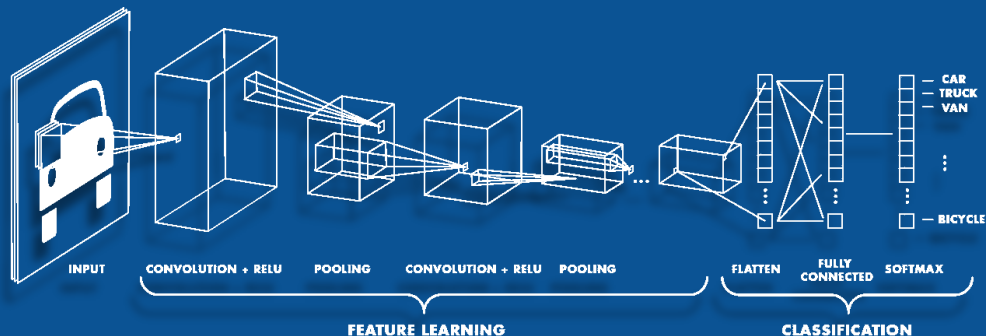 CAR
TRUCK
VAN
BICYCLE
INPUT
CONVOLUTION + RELU
POOLING
CONVOLUTION + RELU
POOLING
FLATTEN
FULLY
CONNECTED
SOFTMAX
FEATURE LEARNING
CLASSIFICATION